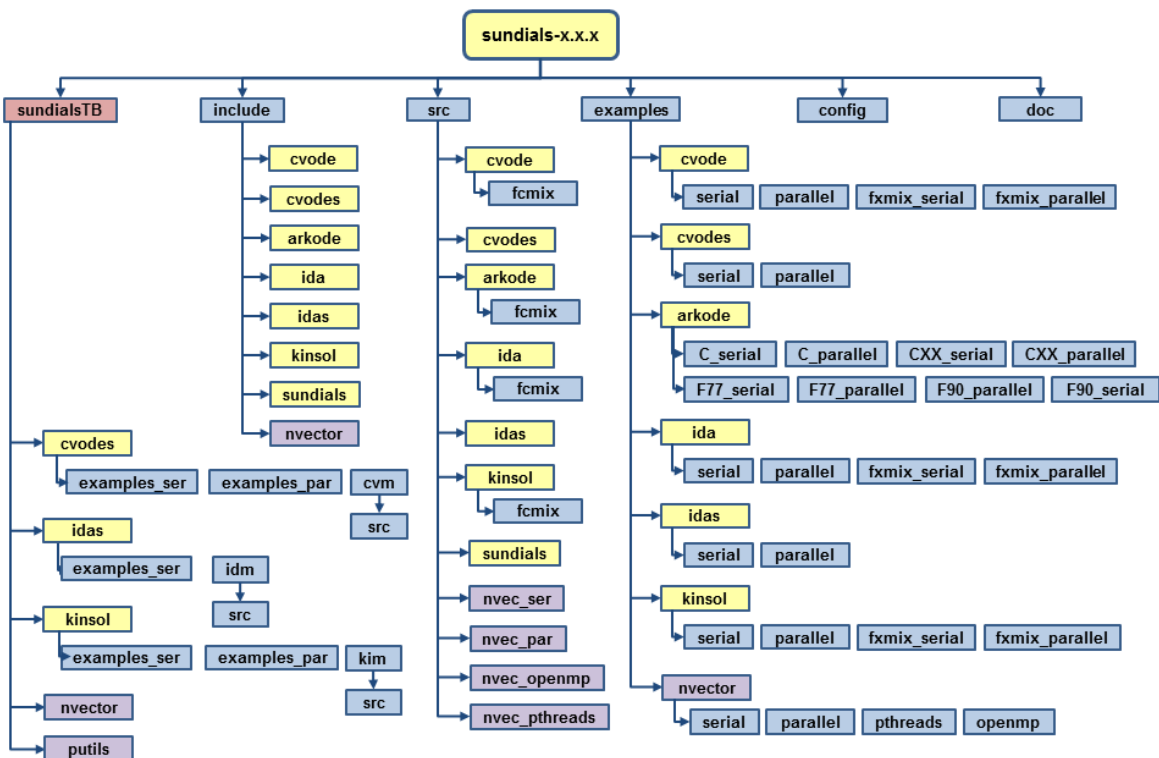 sundials-x.x.x
sundialsTB
include
src
examples
config
doc
cvodes
examples_ser
examples_par
cvm
src
idas
examples_ser
idm
src
kinsol
examples_ser
examples_par
kim
src
nvector
putils
cvode
cvodes
arkode
ida
idas
kinsol
sundials
nvector
cvode
fcmix
cvodes
arkode
fcmix
ida
fcmix
idas
kinsol
fcmix
sundials
nvec_ser
nvec_par
nvec_openmp
nvec_pthreads
cvode
serial parallel fxmix_serial fxmix_parallel
cvodes
serial parallel
arkode
C_serial C_parallel CXX_serial CXX_parallel
F77_serial F77_parallel F90_parallel F90_serial
ida
serial parallel fxmix_serial fxmix_parallel
idas
serial parallel
kinsol
serial parallel fxmix_serial fxmix_parallel
nvector
serial parallel pthreads openmp